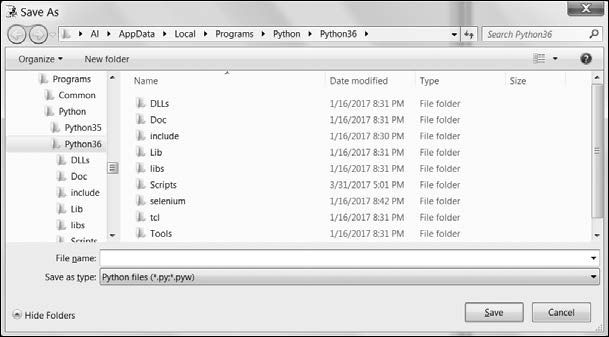 Save As
AI AppData Local Programs Python Python36
Search Python36
Organize New folder
Name Date modified Type Size
Programs
Common
Python
Python35
Python36
DLLs
Doc
include
Lib
libs
Scripts
DLLs 1/16/2017 8:31 PM File folder
Doc 1/16/2017 8:31 PM File folder
include 1/16/2017 8:30 PM File folder
Lib 1/16/2017 8:31 PM File folder
libs 1/16/2017 8:31 PM File folder
Scripts 3/31/2017 5:01 PM File folder
selenium 1/16/2017 8:42 PM File folder
tcl 1/16/2017 8:31 PM File folder
Tools 1/16/2017 8:31 PM File folder
File name:
Save as type: Python files (*.py;*.pyw)
Hide Folders
Save Cancel